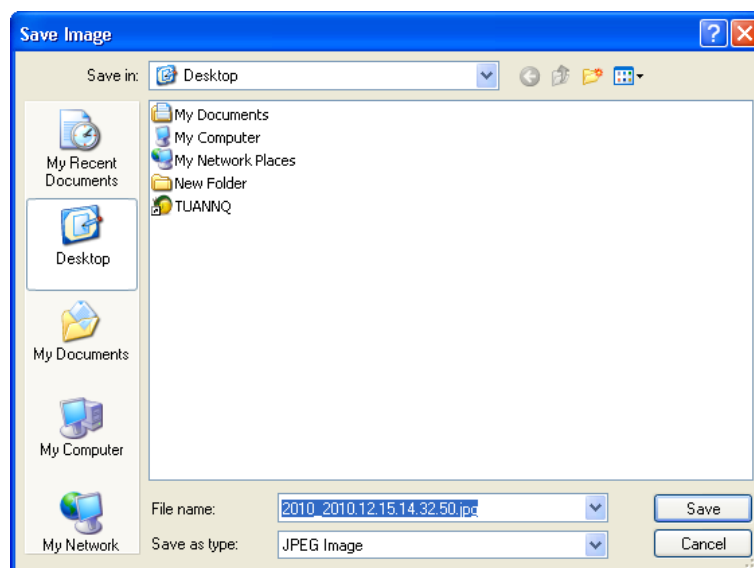 Save Image
Save in: Desktop
My Recent
Documents
Desktop
My Documents
My Computer
My Network
My Documents
My Computer
My Network Places
New Folder
TUANNQ
File name: 2010_2010.12.15.14.32.50.jpg Save
Save as type: JPEG Image Cancel